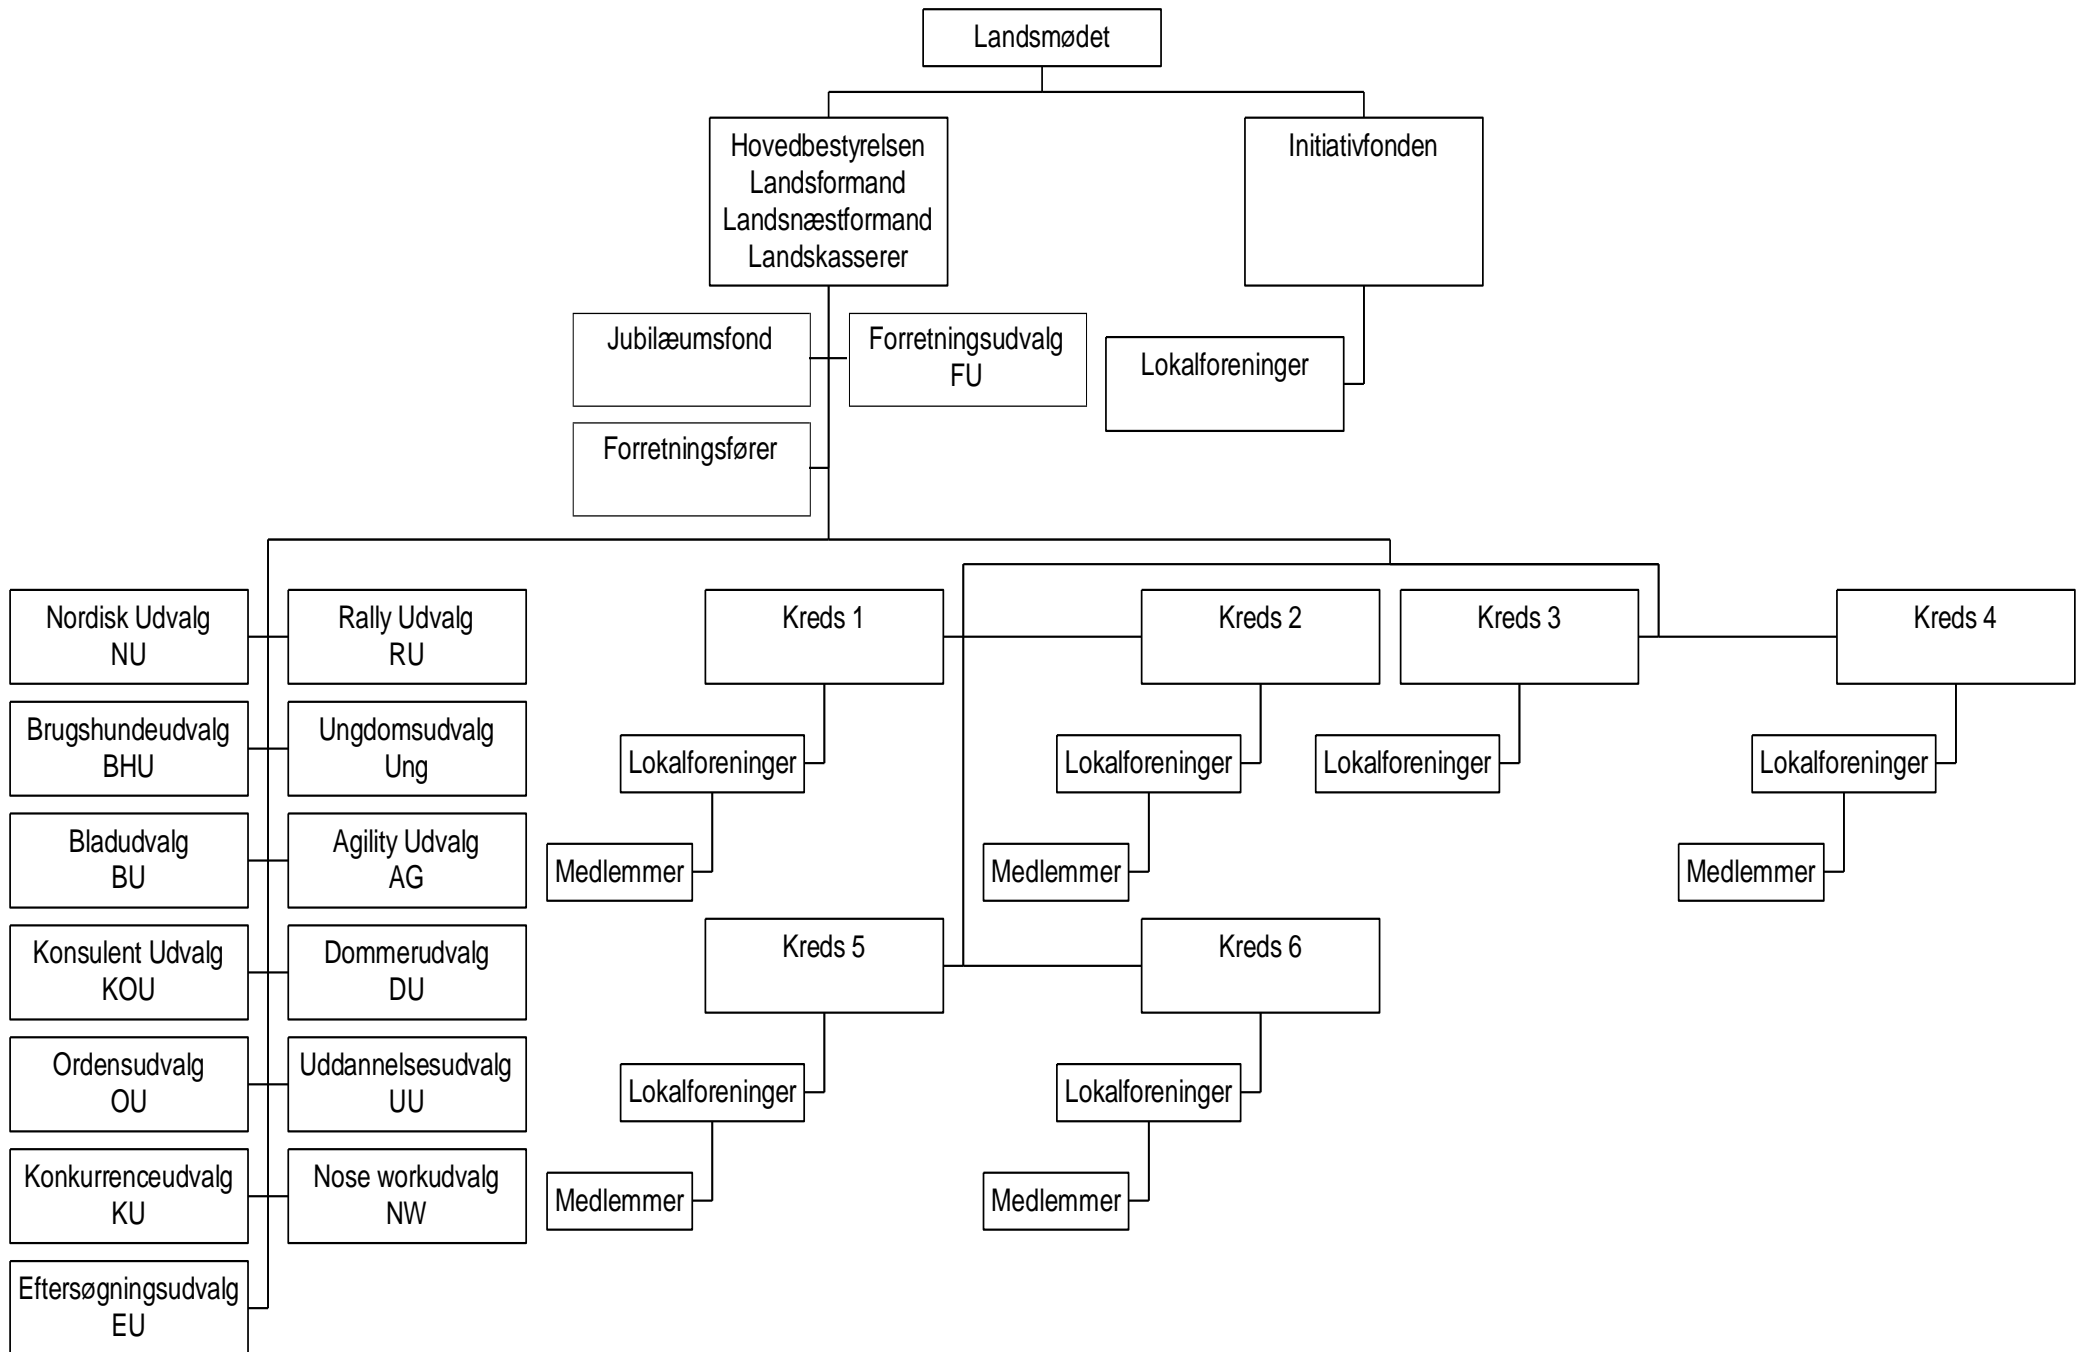 Landsmødet
Hovedbestyrelsen
Landsformand
Landsnæstformand
Landskasserer
Initiativfonden
Jubilæumsfond
Forretningsudvalg
FU
Lokalforeninger
Forretningsfører
Nordisk Udvalg
NU
Rally Udvalg
RU
Brugshundeudvalg
BHU
Ungdomsudvalg
Ung
Bladudvalg
BU
Agility Udvalg
AG
Konsulent Udvalg
KOU
Dommerudvalg
DU
Ordensudvalg
OU
Uddannelsesudvalg
UU
Konkurrenceudvalg
KU
Nose workudvalg
NW
Eftersøgningsudvalg
EU
Kreds 1
Lokalforeninger
Medlemmer
Kreds 2
Lokalforeninger
Medlemmer
Kreds 3
Lokalforeninger
Kreds 4
Lokalforeninger
Medlemmer
Kreds 5
Lokalforeninger
Medlemmer
Kreds 6
Lokalforeninger
Medlemmer